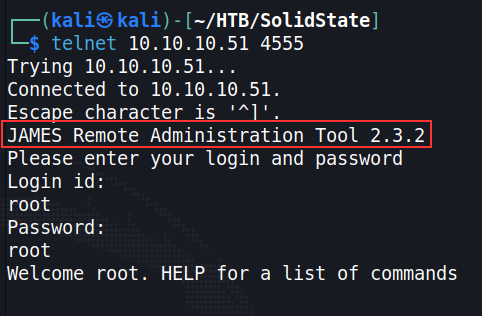 ┌──(kali㉿kali)-[~/HTB/SolidState]
└─$ telnet 10.10.10.51 4555
Trying 10.10.10.51...
Connected to 10.10.10.51.
Escape character is '^]'.
JAMES Remote Administration Tool 2.3.2
Please enter your login and password
Login id:
root
Password:
root
Welcome root. HELP for a list of commands